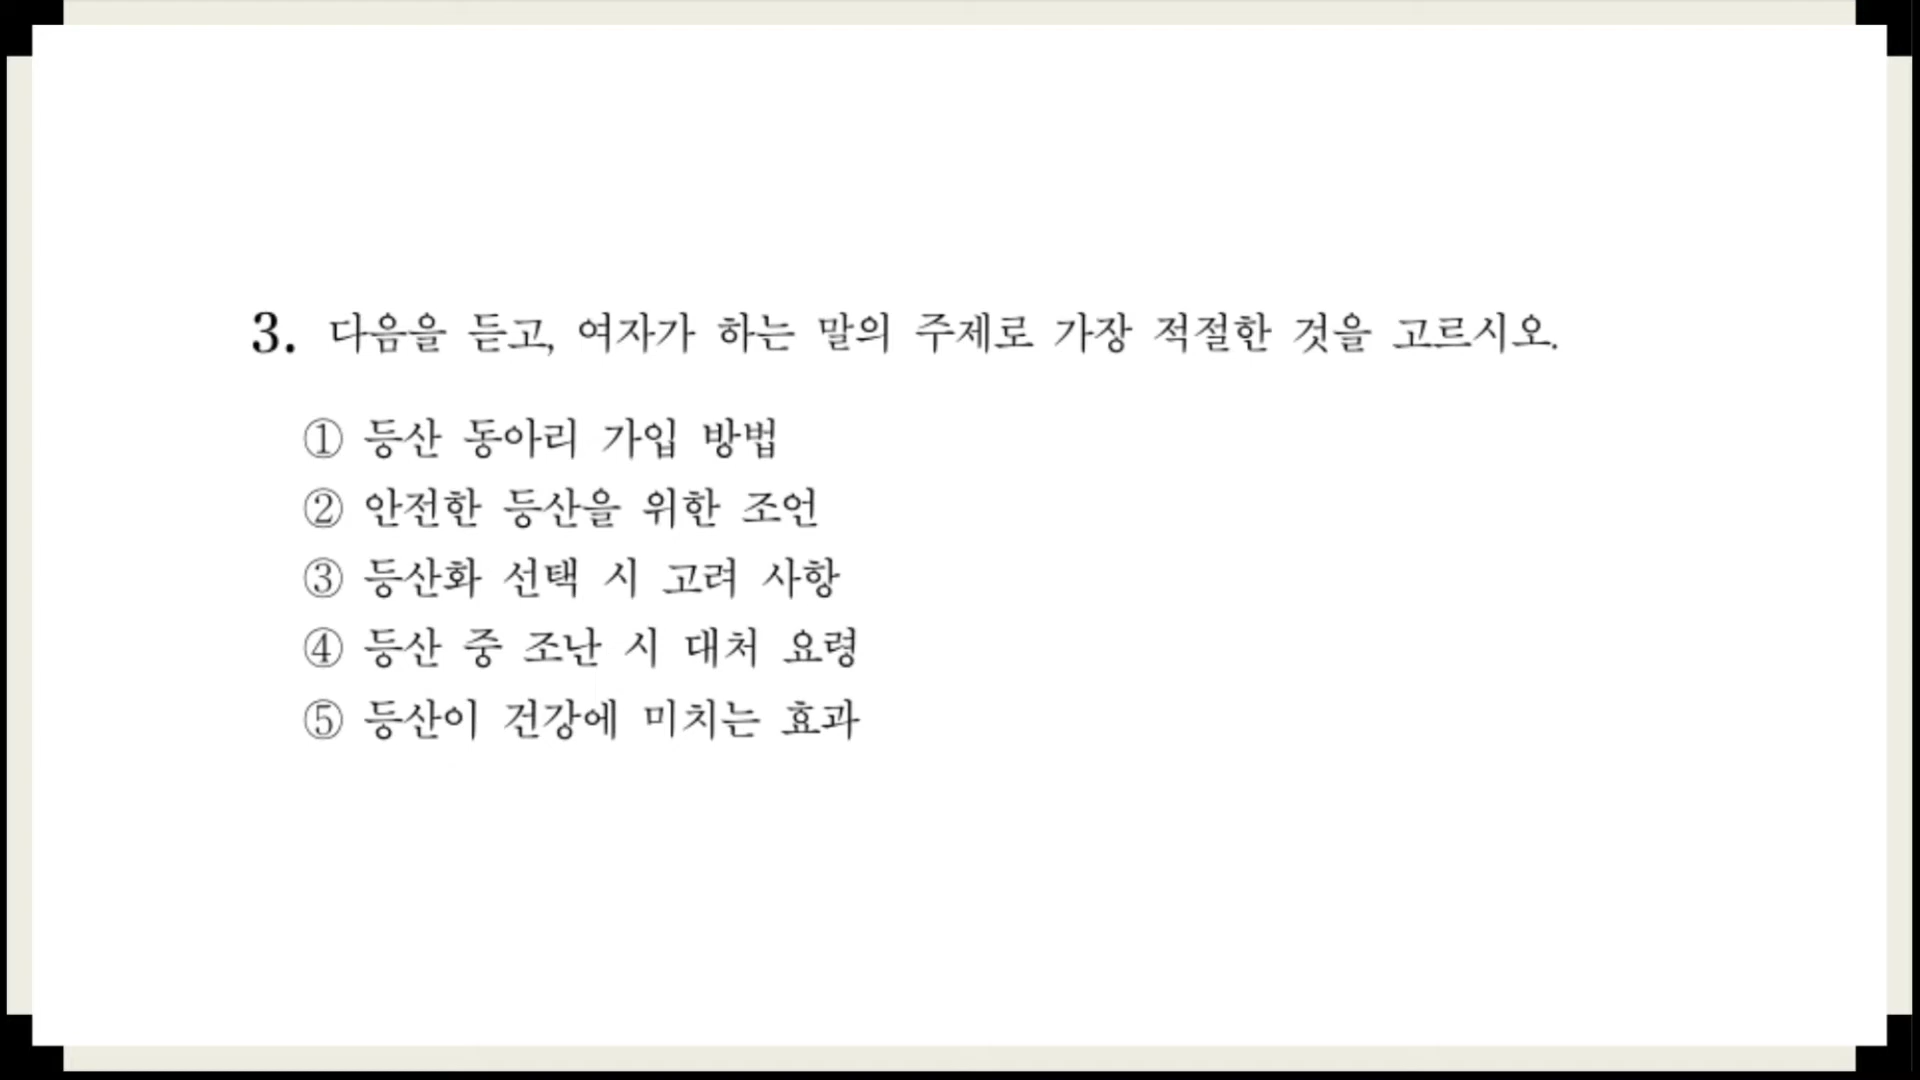 3. 다음을 듣고, 여자가 하는 말의 주제로 가장 적절한 것을 고르시오.
① 등산 동아리 가입 방법
② 안전한 등산을 위한 조언
③ 등산화 선택 시 고려 사항
④ 등산 중 조난 시 대처 요령
⑤ 등산이 건강에 미치는 효과